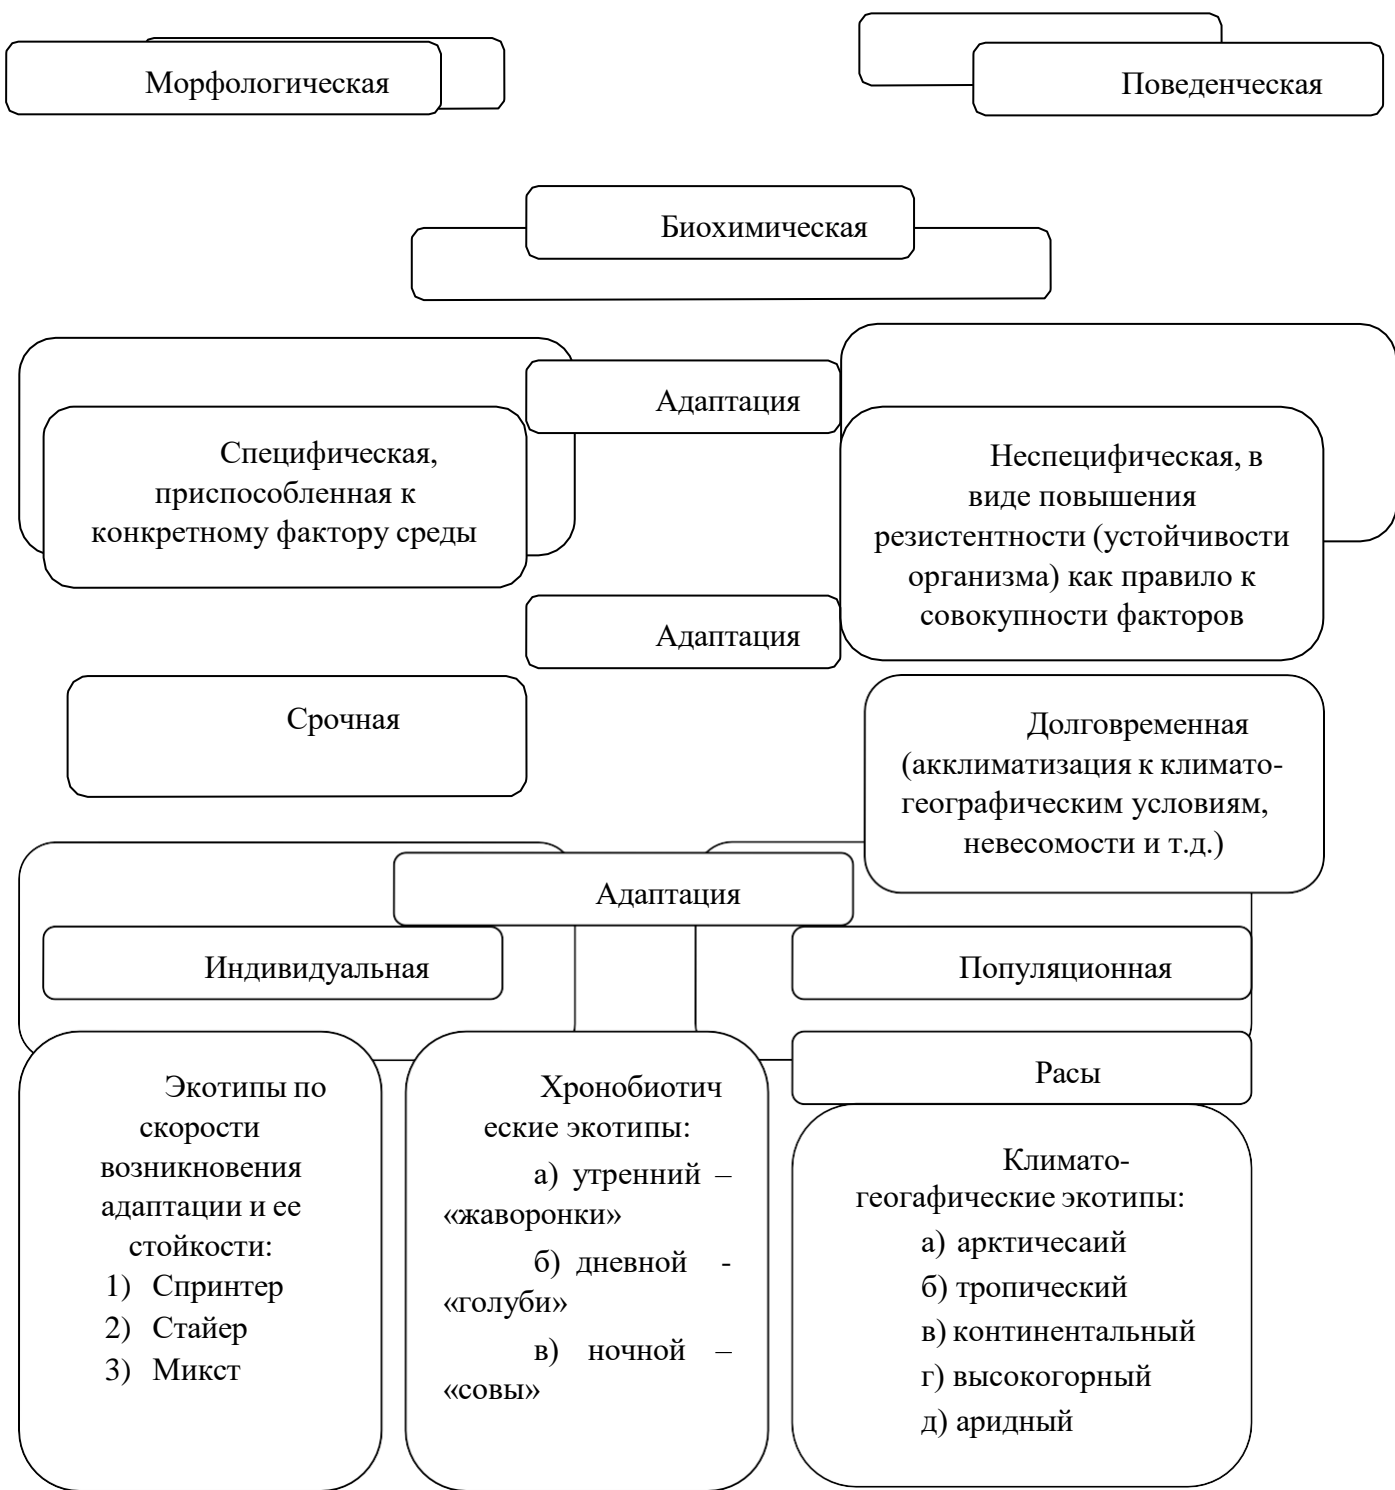 Морфологическая
Поведенческая
Биохимическая
Адаптация
Специфическая,
приспособленная к
конкретному фактору среды
Неспецифическая, в
виде повышения
резистентности (устойчивости
организма) как правило к
совокупности факторов
Адаптация
Срочная
Долговременная
(акклиматизация к климато-
географическим условиям,
невесомости и т.д.)
Адаптация
Индивидуальная
Популяционная
Экотипы по
скорости
возникновения
адаптации и ее
стойкости:
1) Спринтер
2) Стайер
3) Микст
Хронобиотич
еские экотипы:
а) утренний –
«жаворонки»
б) дневной -
«голуби»
в) ночной –
«совы»
Расы
Климато-
геогафические экотипы:
а) арктичесаий
б) тропический
в) континентальный
г) высокогорный
д) аридный